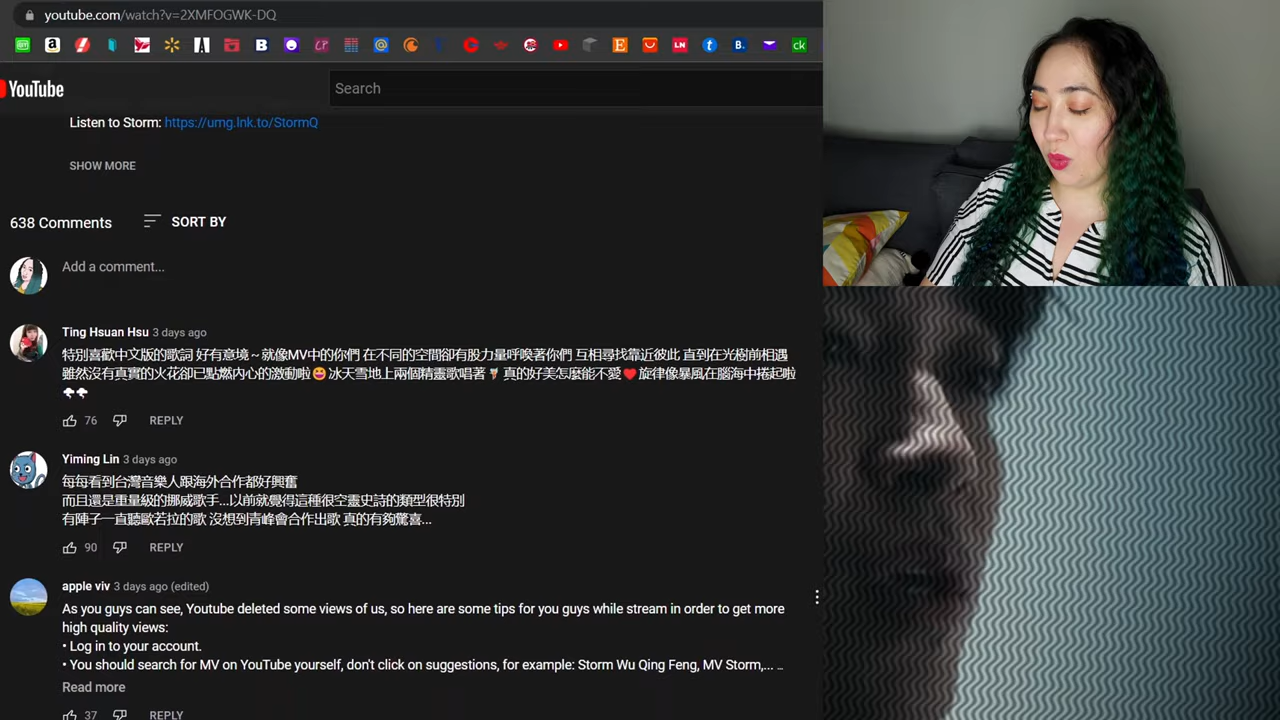 youtube.com/watch?v=2XMFOGWK-DQ
YouTube
Search
Listen to Storm: https://umg.lnk.to/StormQ
SHOW MORE
638 Comments SORT BY
Add a comment...
Ting Hsuan Hsu 3 days ago
特別喜歡中文版的歌詞 好有意境~就像MV中的你們 在不同的空間卻有股力量呼喚著你們 互相尋找靠近彼此 直到在光樹前相遇
雖然沒有真實的火花卻已點燃內心的激動啦😆冰天雪地上兩個精靈歌唱著🧚真的好美怎麼能不愛❤️旋律像暴風在腦海中捲起啦
🌪🌪
76 REPLY
Yiming Lin 3 days ago
每每看到台灣音樂人跟海外合作都好興奮
而且還是重量級的挪威歌手...以前就覺得這種很空靈史詩的類型很特別
有陣子一直聽歐若拉的歌 沒想到青峰會合作出歌 真的有夠驚喜...
90 REPLY
apple viv 3 days ago (edited)
As you guys can see, Youtube deleted some views of us, so here are some tips for you guys while stream in order to get more
high quality views:
• Log in to your account.
• You should search for MV on YouTube yourself, don't click on suggestions, for example: Storm Wu Qing Feng, MV Storm,... ...
Read more
37 REPLY